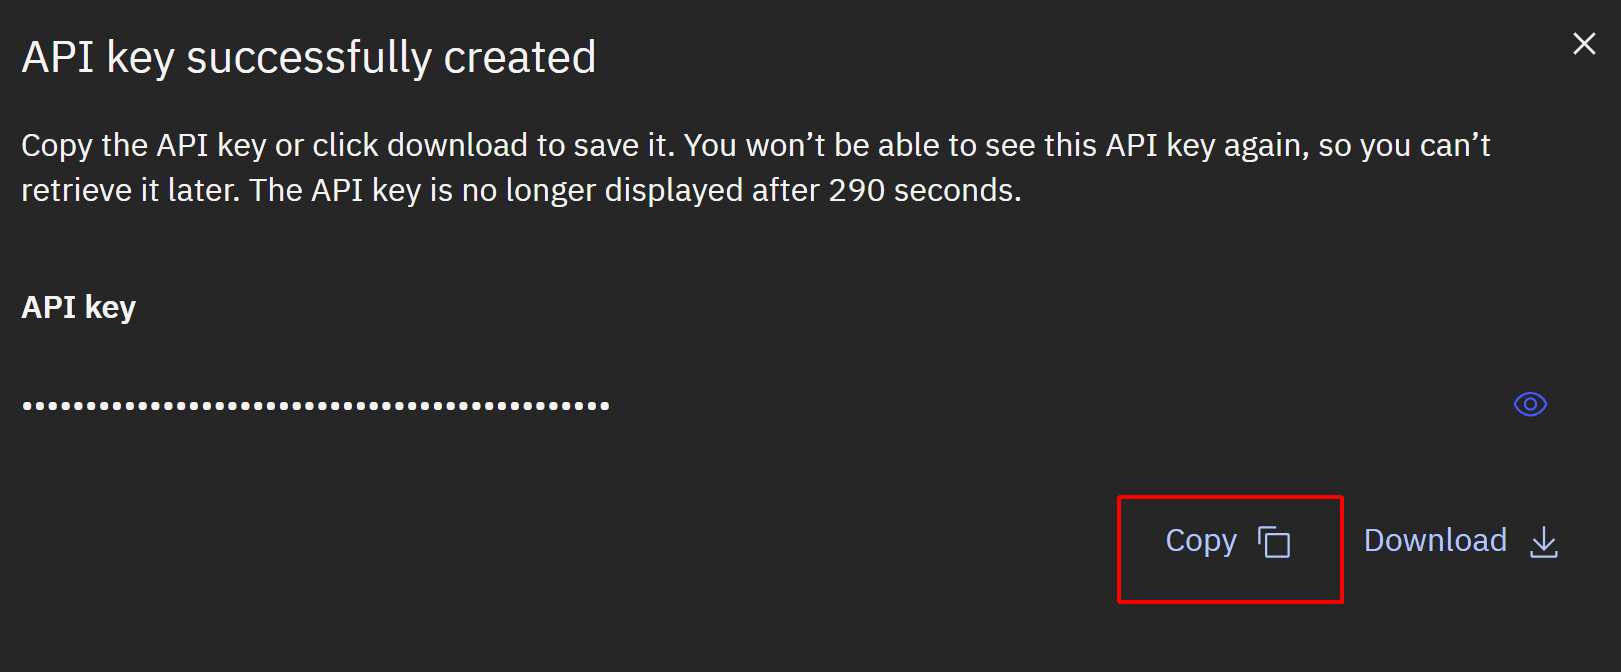 API key successfully created
Copy the API key or click download to save it. You won’t be able to see this API key again, so you can’t
retrieve it later. The API key is no longer displayed after 290 seconds.
API key
••••••••••••••••••••••••••••••••••••••••••••••
Copy
Download